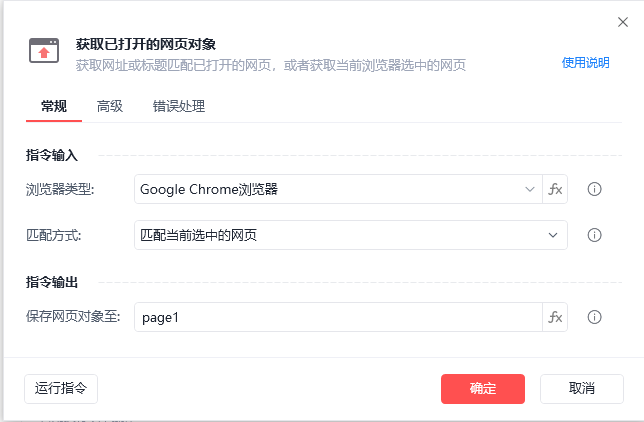 获取已打开的网页对象
获取网址或标题匹配已打开的网页，或者获取当前浏览器选中的网页
使用说明
常规 高级 错误处理
指令输入
浏览器类型: Google Chrome浏览器 fx
匹配方式: 匹配当前选中的网页
指令输出
保存网页对象至: page1 fx
运行指令 确定 取消